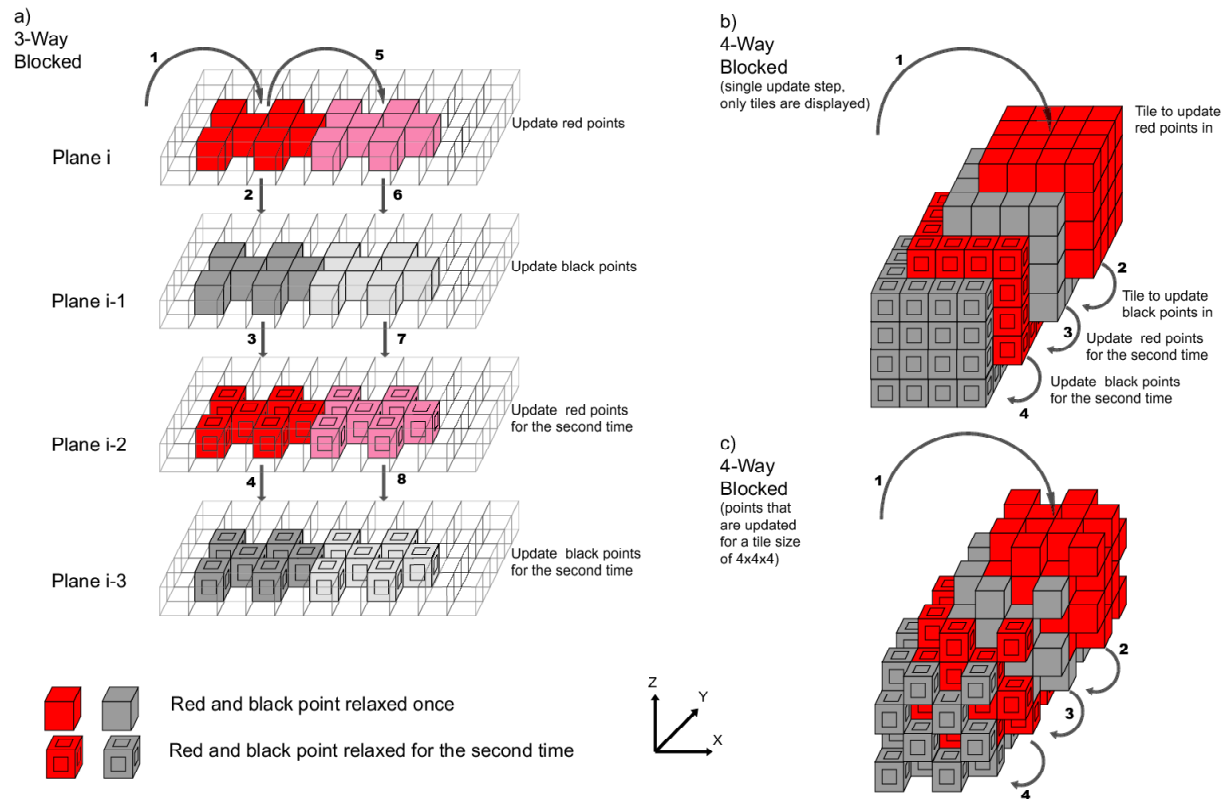 a)
3-Way
Blocked
1
5
Update red points
Plane i
2
6
Update black points
Plane i-1
3
7
Update  red points
for the second time
Plane i-2
4
8
Update  black points
for the second time
Plane i-3
Red and black point relaxed once
Red and black point relaxed for the second time
Z
Y
X
b)
4-Way
Blocked
(single update step,
only tiles are displayed)
1
Tile to update
red points in
2
Tile to update
black points in
3
Update  red points
for the second time
Update  black points
for the second time
4
c)
4-Way
Blocked
(points that
are updated
for a tile size
of 4x4x4)
1
2
3
4